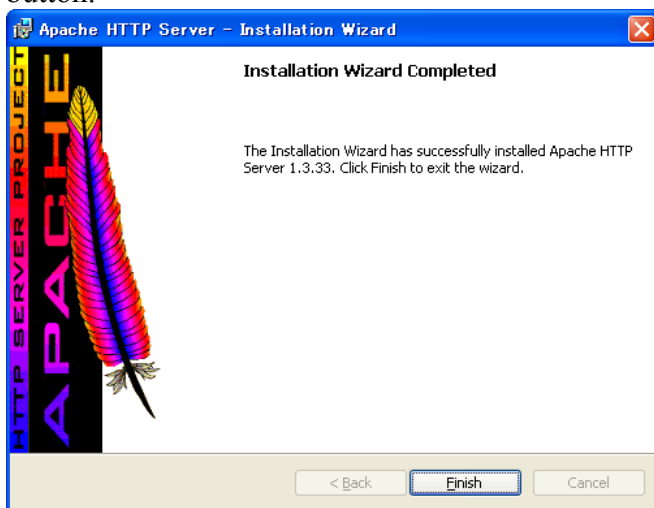 button.
Apache HTTP Server - Installation Wizard
HTTP SERVER PROJECT
APACHE
Installation Wizard Completed
The Installation Wizard has successfully installed Apache HTTP
Server 1.3.33. Click Finish to exit the wizard.
< Back
Finish
Cancel